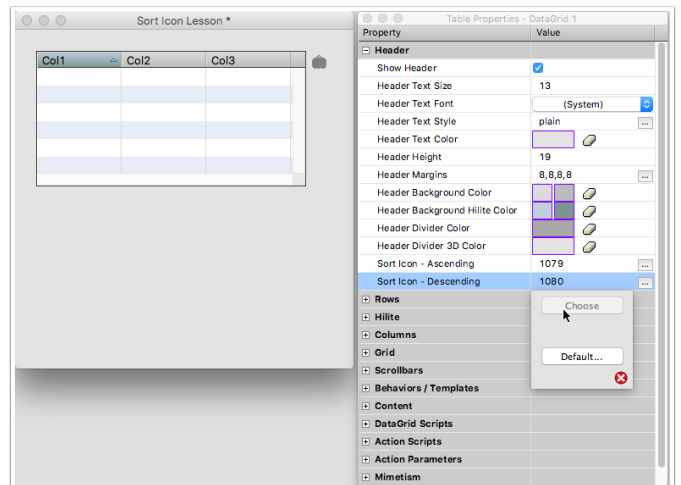 Sort Icon Lesson *
Col1 Col2 Col3
Table Properties - DataGrid 1
Property Value
Header
Show Header
Header Text Size 13
Header Text Font (System)
Header Text Style plain ...
Header Text Color
Header Height 19
Header Margins 8,8,8,8 ...
Header Background Color
Header Background Hilite Color
Header Divider Color
Header Divider 3D Color
Sort Icon - Ascending 1079 ...
Sort Icon - Descending 1080 ...
Rows
Choose
Hilite
Columns
Grid
Default...
Scrollbars
Behaviors / Templates
Content
DataGrid Scripts
Action Scripts
Action Parameters
Mimetism